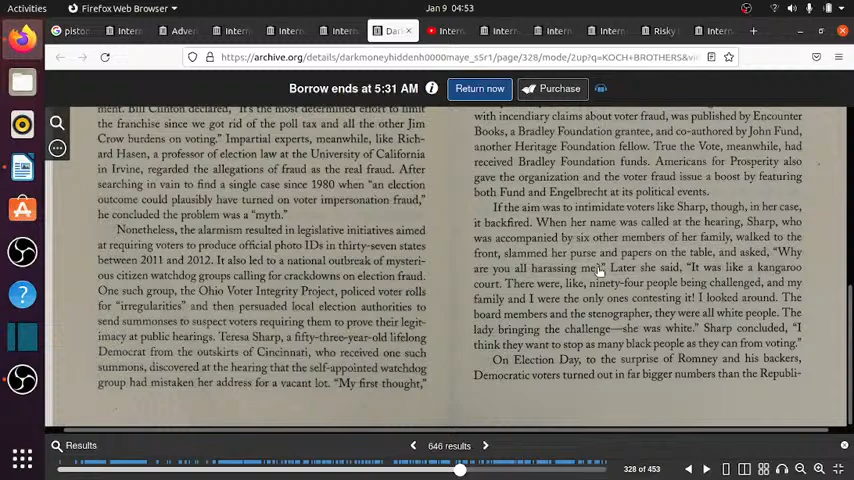 Activities
Firefox Web Browser
Jan 9 04:53
pisto
Intern
Adver
Intern
Intern
Intern
Dar
Intern
Intern
Intern
Intern
Intern
Risky
Intern
https://archive.org/details/darkmoneyhiddenh0000maye_s5r1/page/328/mode/2up?q=KOCH+BROTHERS&vi
Borrow ends at 5:31 AM
Return now
Purchase
ment. Bill Clinton declared, "It's the most determined effort to limit
the franchise since we got rid of the poll tax and all the other Jim
Crow burdens on voting." Impartial experts, meanwhile, like Rich-
ard Hasen, a professor of election law at the University of California
in Irvine, regarded the allegations of fraud as the real fraud. After
searching in vain to find a single case since 1980 when "an election
outcome could plausibly have turned on voter impersonation fraud,"
he concluded the problem was a "myth."
Nonetheless, the alarmism resulted in legislative initiatives aimed
at requiring voters to produce official photo IDs in thirty-seven states
between 2011 and 2012. It also led to a national outbreak of mysteri-
ous citizen watchdog groups calling for crackdowns on election fraud.
One such group, the Ohio Voter Integrity Project, policed voter rolls
for "irregularities" and then persuaded local election authorities to
send summonses to suspect voters requiring them to prove their legit-
imacy at public hearings. Teresa Sharp, a fifty-three-year-old lifelong
Democrat from the outskirts of Cincinnati, who received one such
summons, discovered at the hearing that the self-appointed watchdog
group had mistaken her address for a vacant lot. "My first thought,"
with incendiary claims about voter fraud, was published by Encounter
Books, a Bradley Foundation grantee, and co-authored by John Fund,
another Heritage Foundation fellow. True the Vote, meanwhile, had
received Bradley Foundation funds. Americans for Prosperity also
gave the organization and the voter fraud issue a boost by featuring
both Fund and Engelbrecht at its political events.
If the aim was to intimidate voters like Sharp, though, in her case,
it backfired. When her name was called at the hearing, Sharp, who
was accompanied by six other members of her family, walked to the
front, slammed her purse and papers on the table, and asked, "Why
are you all harassing me?" Later she said, "It was like a kangaroo
court. There were, like, ninety-four people being challenged, and my
family and I were the only ones contesting it! I looked around. The
board members and the stenographer, they were all white people. The
lady bringing the challenge—she was white." Sharp concluded, "I
think they want to stop as many black people as they can from voting."
On Election Day, to the surprise of Romney and his backers,
Democratic voters turned out in far bigger numbers than the Republi-
Results
646 results
328 of 453